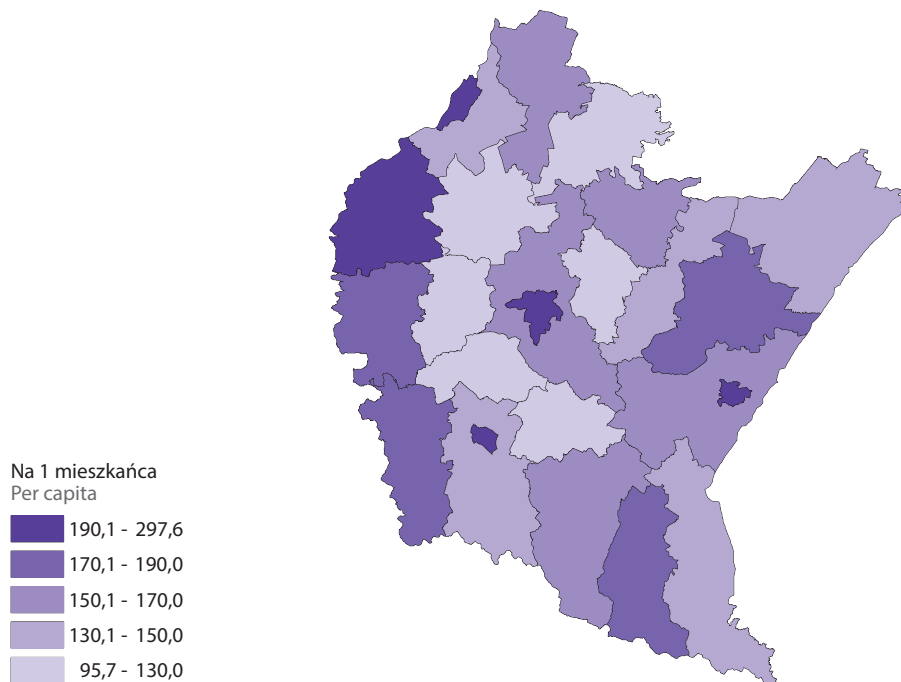 Na 1 mieszkańca
Per capita
190,1 - 297,6
170,1 - 190,0
150,1 - 170,0
130,1 - 150,0
95,7 - 130,0